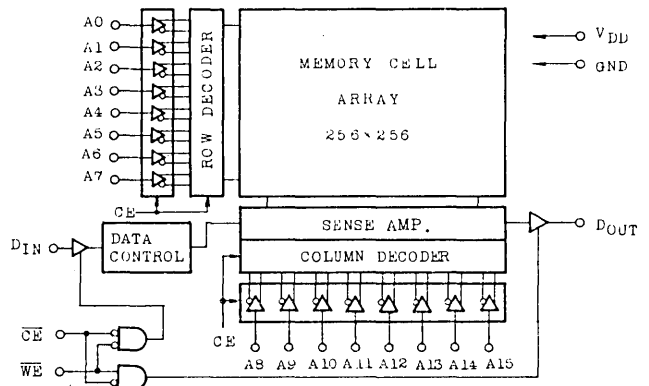 A0
A1
A2
A3
A4
A5
A6
A7
ROW DECODER
MEMORY CELL
ARRAY
256×256
VDD
GND
CE
DIN
DATA
CONTROL
SENSE AMP.
COLUMN DECODER
DOUT
CE
CE
WE
A8 A9 A10 A11 A12 A13 A14 A15